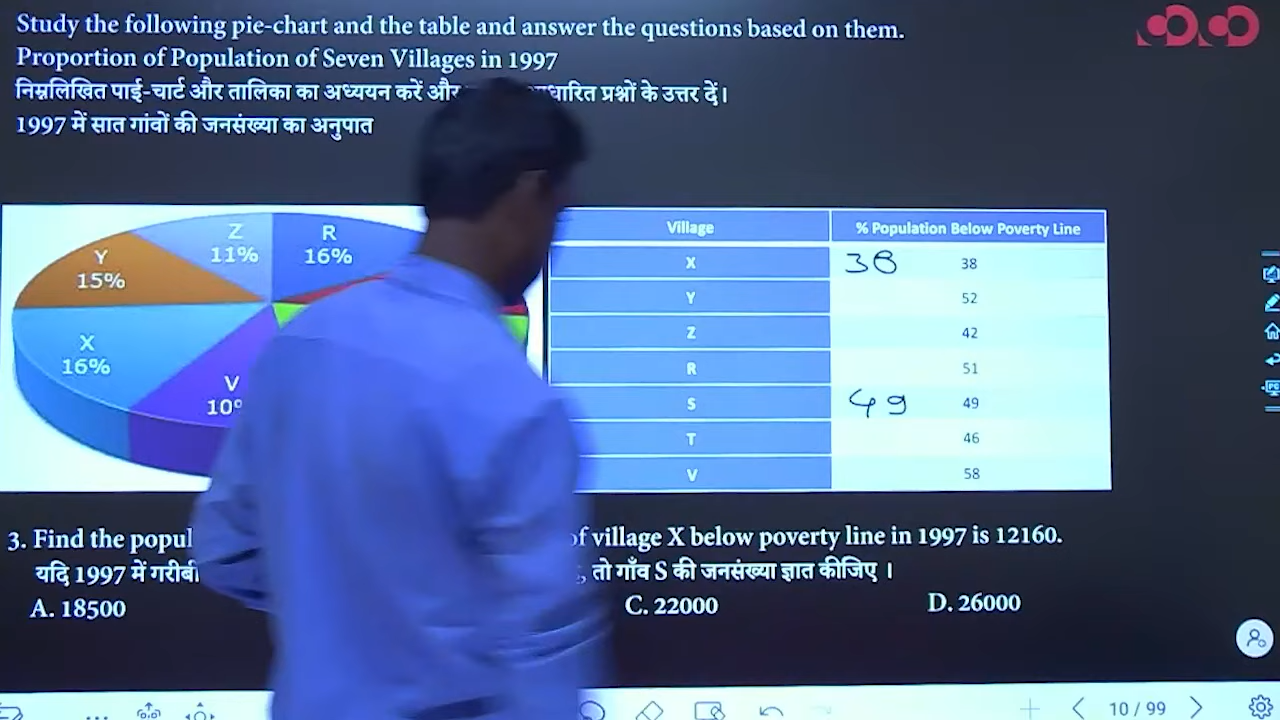 Study the following pie-chart and the table and answer the questions based on them.
Proportion of Population of Seven Villages in 1997
निम्नलिखित पाई-चार्ट और तालिका का अध्ययन करें और प्रश्नों के उत्तर दें।
1997 में सात गांवों की जनसंख्या का अनुपात
Z
11%
R
16%
Y
15%
X
16%
V
Village % Population Below Poverty Line
X 38 38
Y 52
Z 42
R 51
S 49 49
T 46
V 58
3. Find the of village X below poverty line in 1997 is 12160.
यदि 1997 में तो गाँव S की जनसंख्या ज्ञात कीजिए ।
A. 18500 C. 22000 D. 26000
10 / 99